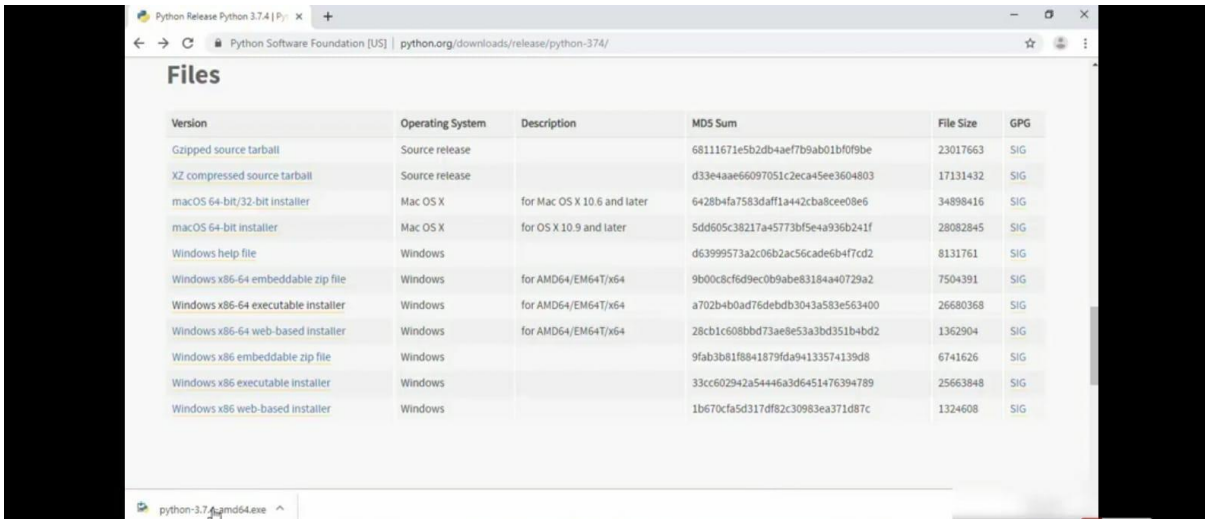 Python Release Python 3.7.4 | Py
Python Software Foundation [US] | python.org/downloads/release/python-374/
Files
Version Operating System Description MD5 Sum File Size GPG
Gzipped source tarball Source release 68111671e5b2db4aef7b9ab01bf0f9be 23017663 SIG
XZ compressed source tarball Source release d33e4aae66097051c2eca45ee3604803 17131432 SIG
macOS 64-bit/32-bit installer Mac OS X for Mac OS X 10.6 and later 6428b4fa7583daff1a442cba8cee08e6 34898416 SIG
macOS 64-bit installer Mac OS X for OS X 10.9 and later 5dd605c38217a45773bf5e4a936b241f 28082845 SIG
Windows help file Windows d63999573a2c06b2ac56cade6b4f7cd2 8131761 SIG
Windows x86-64 embeddable zip file Windows for AMD64/EM64T/x64 9b00c8cf6d9ec0b9abe83184a40729a2 7504391 SIG
Windows x86-64 executable installer Windows for AMD64/EM64T/x64 a702b4b0ad76debdb3043a583e563400 26680368 SIG
Windows x86-64 web-based installer Windows for AMD64/EM64T/x64 28cb1c608bbd73ae8e53a3bd351b4bd2 1362904 SIG
Windows x86 embeddable zip file Windows 9fab3b81f8841879fda94133574139d8 6741626 SIG
Windows x86 executable installer Windows 33cc602942a54446a3d6451476394789 25663848 SIG
Windows x86 web-based installer Windows 1b670cfa5d317df82c30983ea371d87c 1324608 SIG
python-3.7.4-amd64.exe